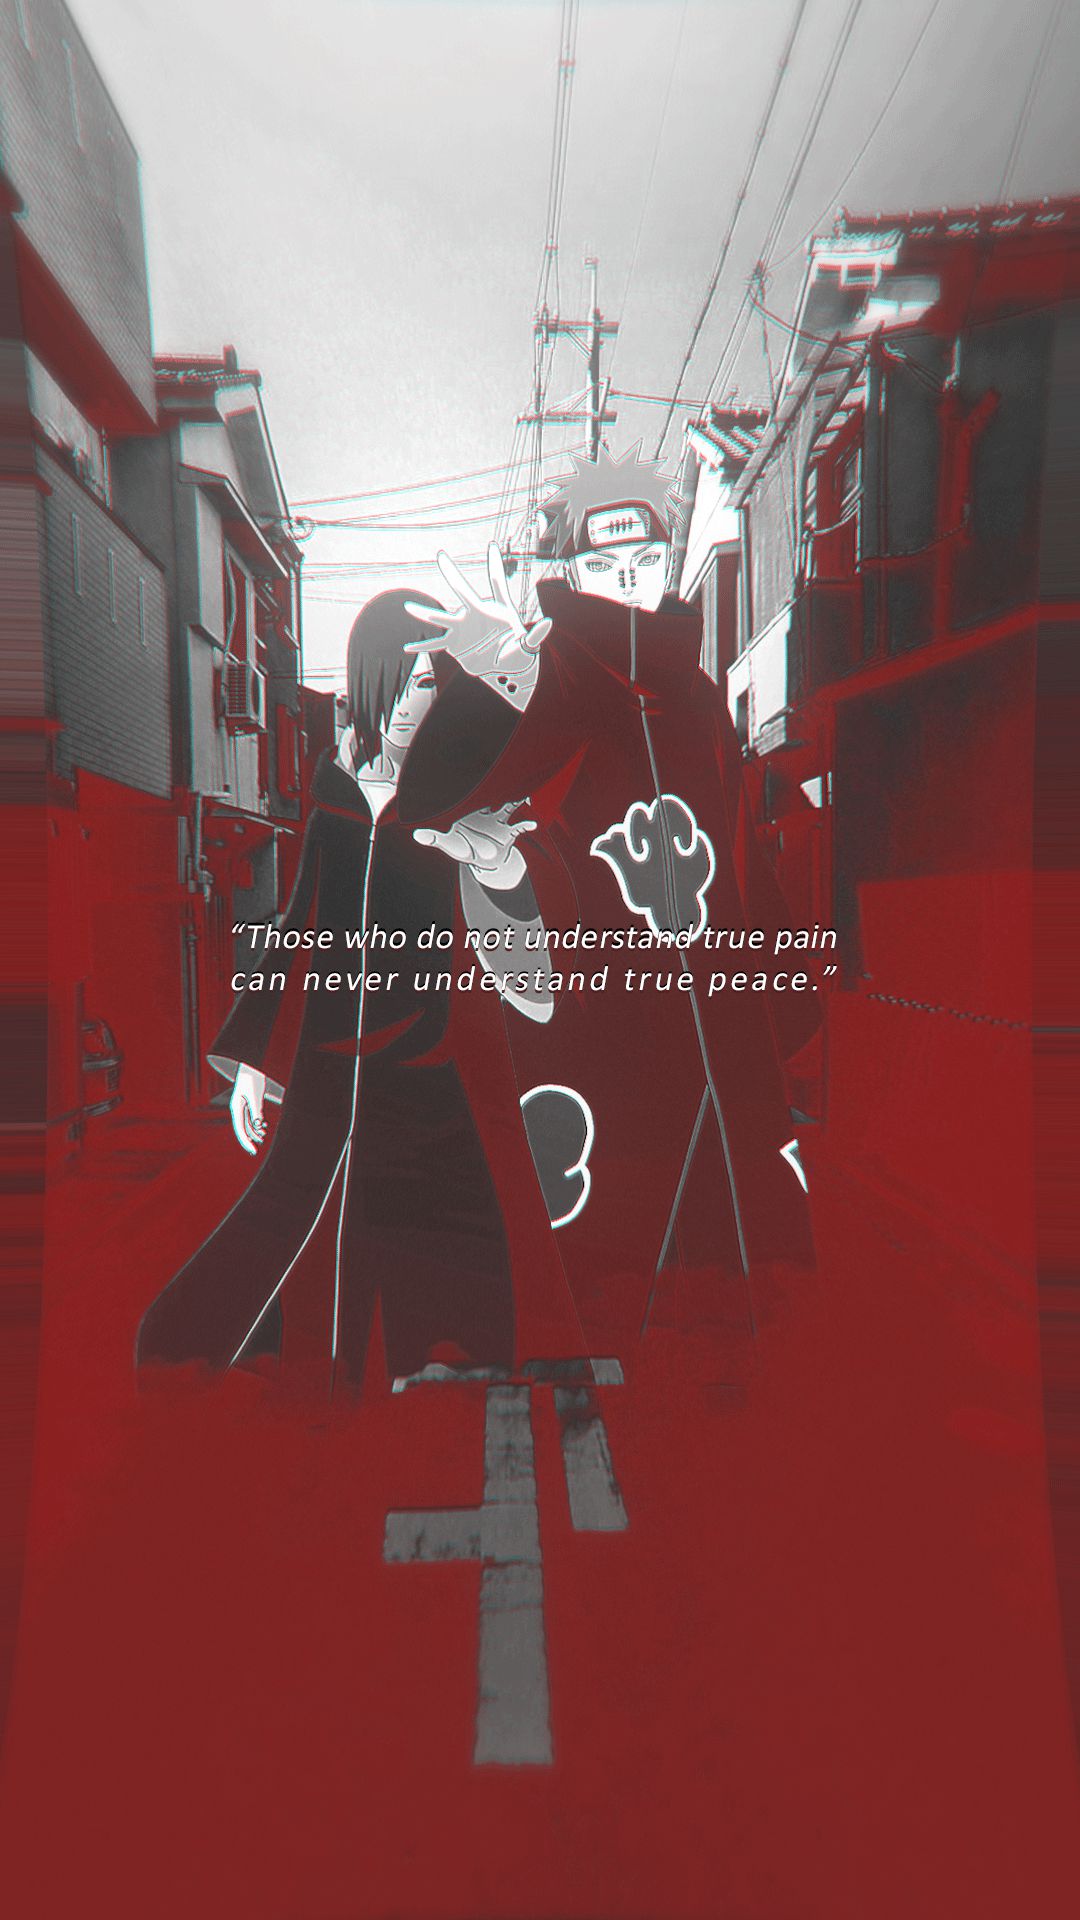 “Those who do not understand true pain
can never understand true peace.”